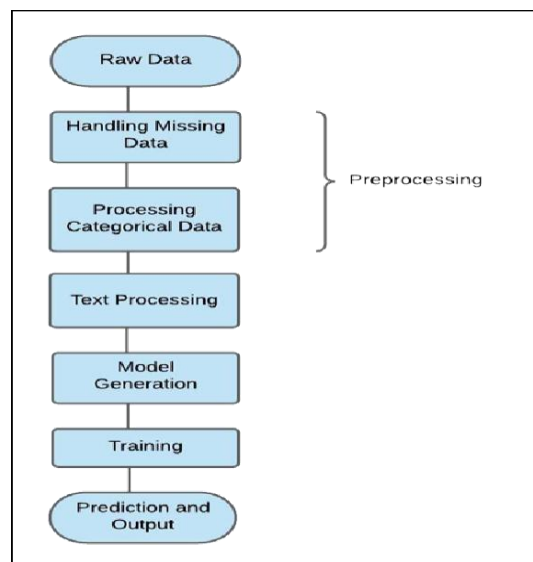 Raw Data
Handling Missing
Data
Preprocessing
Processing
Categorical Data
Text Processing
Model
Generation
Training
Prediction and
Output